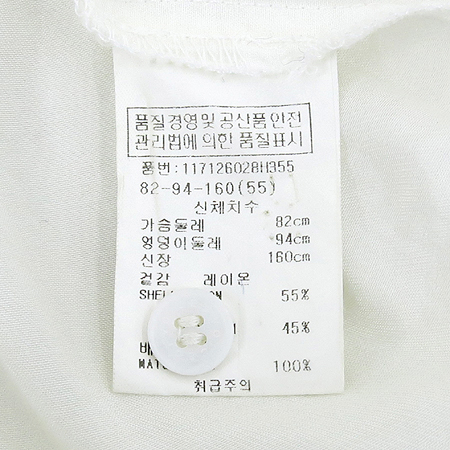 품질경영및 공산품안전
관리법에 의한 품질표시
품번: 117126028H355
82-94-160(55)
신체치수
가슴둘레 82cm
엉덩이둘레 94cm
신장 160cm
겉감 레이온
55%
45%
100%
취급주의